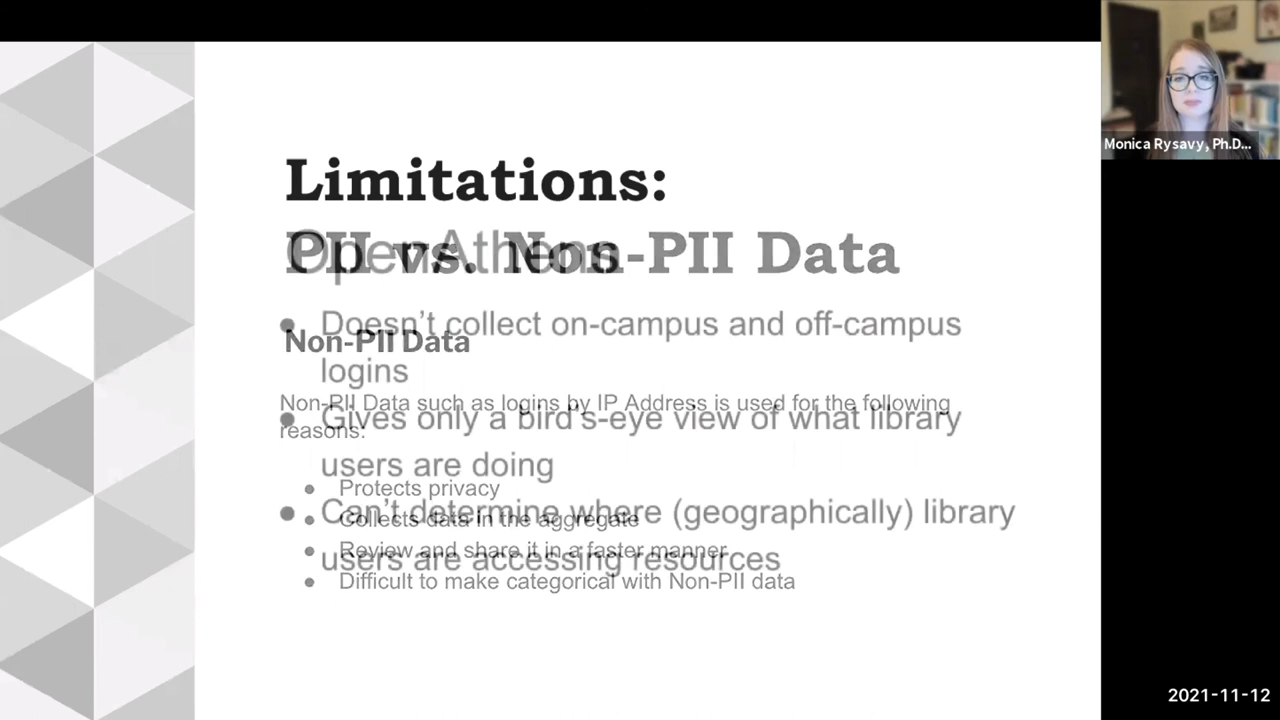 Limitations:
PII vs. Non-PII Data
OpenAthens
Doesn't collect on-campus and off-campus
logins
Gives only a bird's-eye view of what library
users are doing
Can't determine where (geographically) library
users are accessing resources
Non-PII Data
Non-PII Data such as logins by IP Address is used for the following
reasons:
Protects privacy
Collects data in the aggregate
Review and share it in a faster manner
Difficult to make categorical with Non-PII data
Monica Rysavy, Ph.D...
2021-11-12